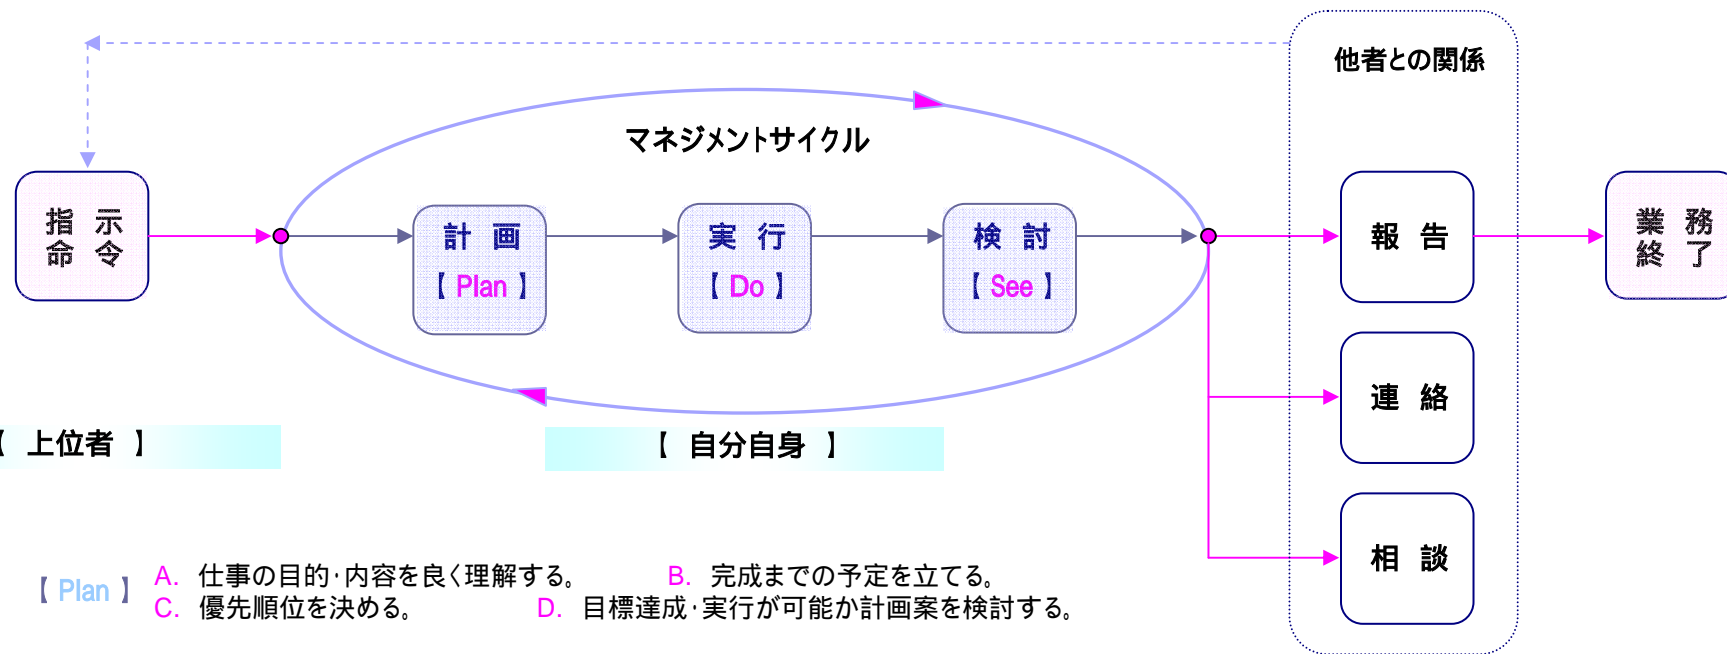 他者との関係
マネジメントサイクル
指 示
命 令
計 画
【 Plan 】
実 行
【 Do 】
検 討
【 See 】
報 告
業 務
終 了
連 絡
相 談
【 上位者 】
【 自分自身 】
【 Plan 】
A. 仕事の目的･内容を良く理解する。 B. 完成までの予定を立てる。
C. 優先順位を決める。 D. 目標達成･実行が可能か計画案を検討する。